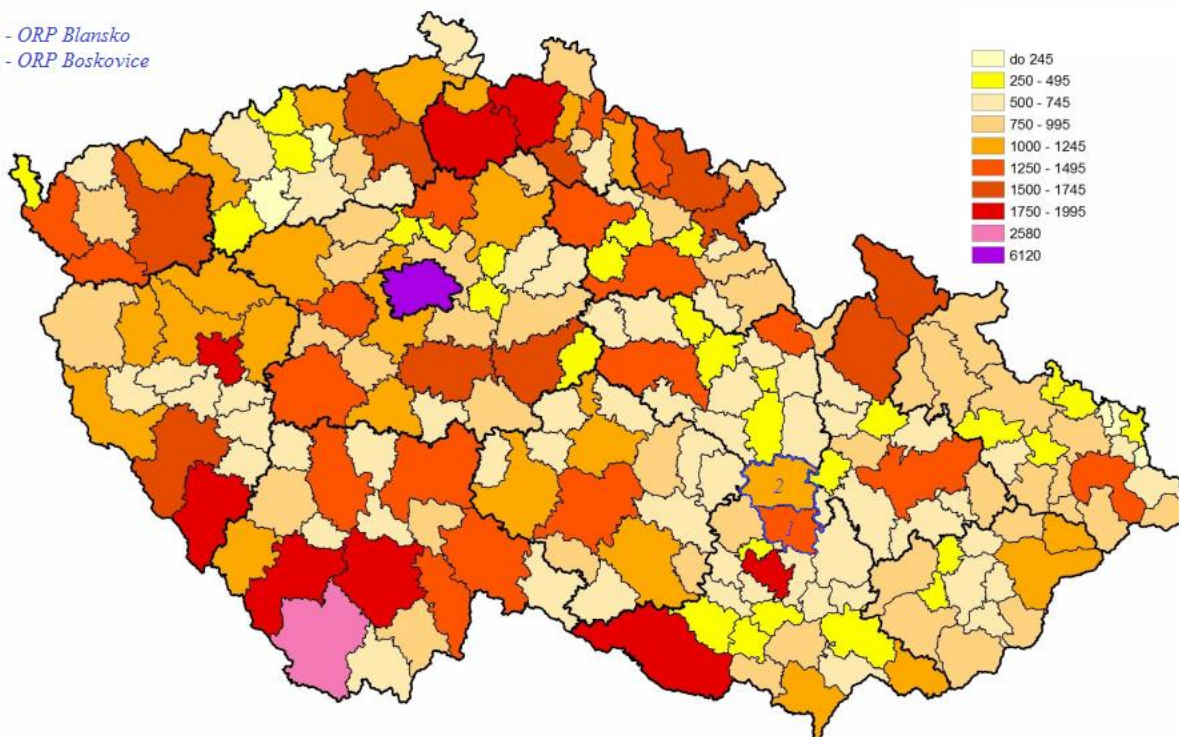 - ORP Blansko
- ORP Boskovice
do 245
250 - 495
500 - 745
750 - 995
1000 - 1245
1250 - 1495
1500 - 1745
1750 - 1995
2580
6120
2
1